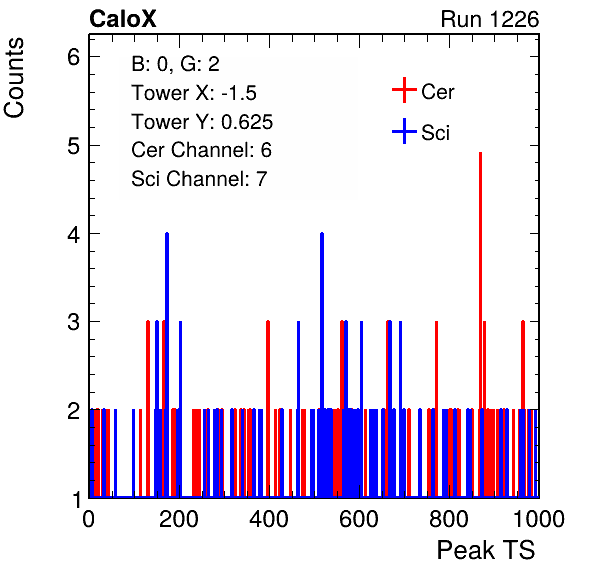 CaloX
Run 1226
Counts
B: 0, G: 2
Tower X: -1.5
Tower Y: 0.625
Cer Channel: 6
Sci Channel: 7
Cer
Sci
6
5
4
3
2
1
0 200 400 600 800 1000
Peak TS